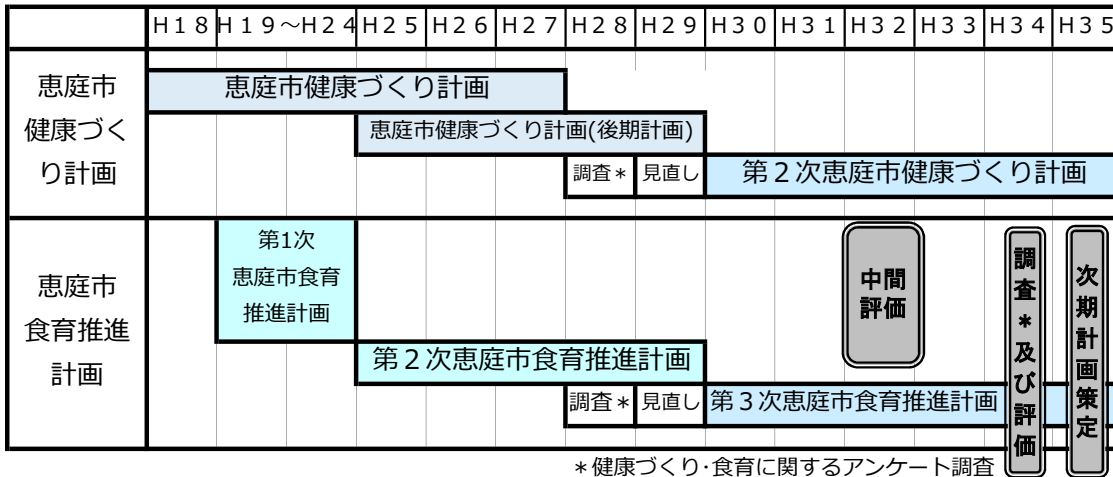 H18 H19～H24 H25 H26 H27 H28 H29 H30 H31 H32 H33 H34 H35
恵庭市
健康づく
り計画
恵庭市健康づくり計画
恵庭市健康づくり計画(後期計画)
調査＊ 見直し 第２次恵庭市健康づくり計画
恵庭市
食育推進
計画
第1次
恵庭市食育
推進計画
第２次恵庭市食育推進計画
調査＊ 見直し 第３次恵庭市食育推進計画
中間
評価
調査＊及び評価
次期計画策定
＊健康づくり・食育に関するアンケート調査